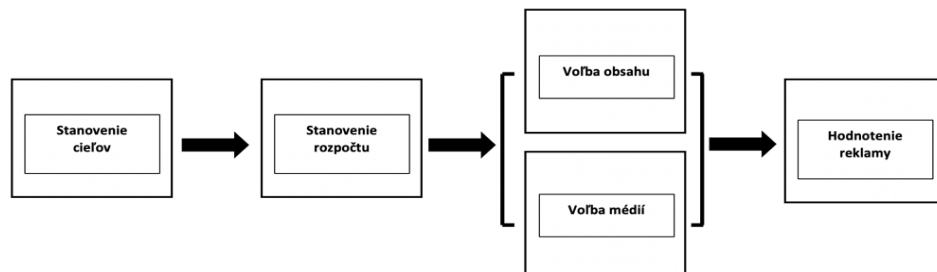 Stanovenie
cieľov
Stanovenie
rozpočtu
Voľba obsahu
Voľba médií
Hodnotenie
reklamy